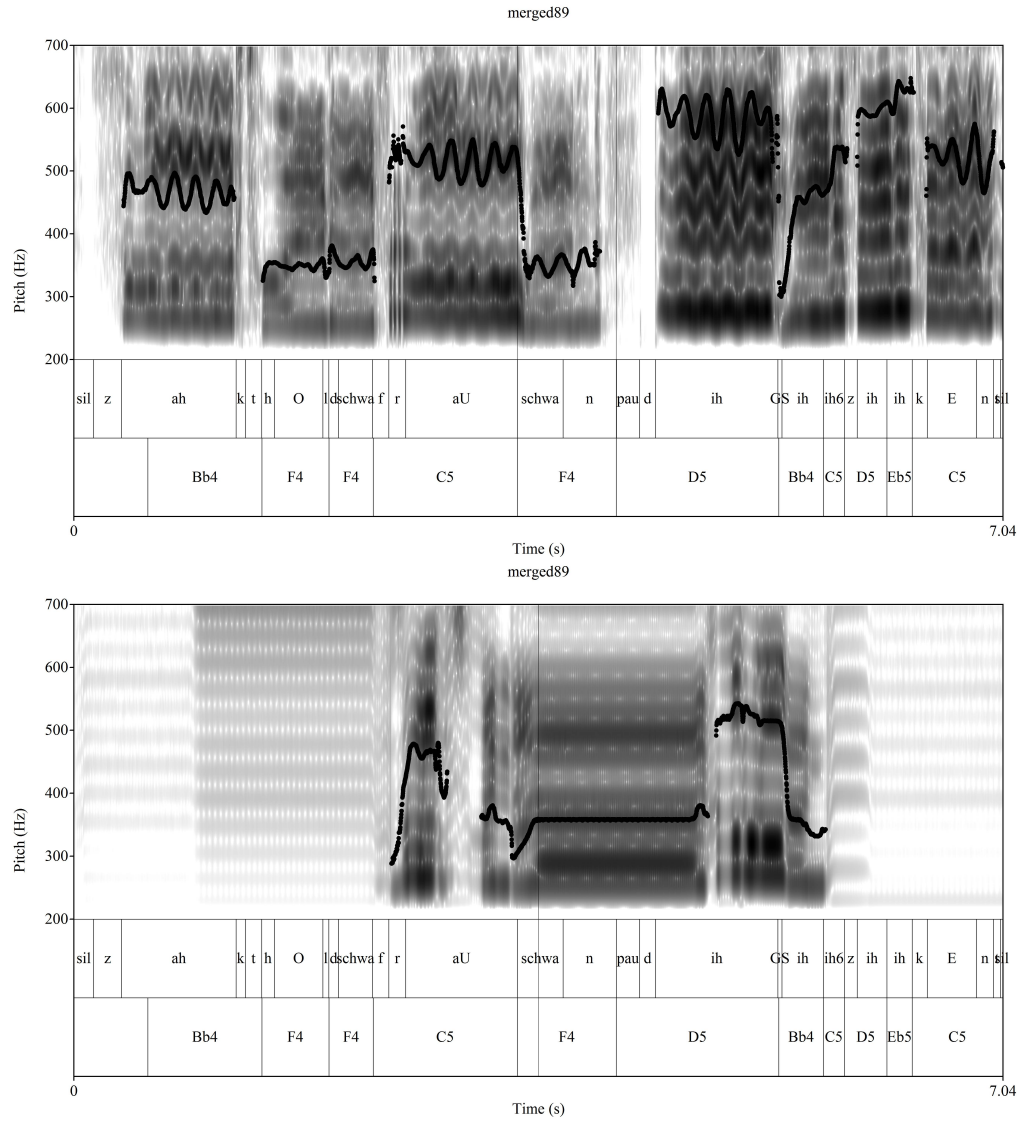 merged89
700
600
500
400
300
200
Pitch (Hz)
sil z ah k t h O l d schwa f r aU schwa n pau d ih GS ih ih6 z ih ih k E n sil
Bb4 F4 F4 C5 F4 D5 Bb4 C5 D5 Eb5 C5
0 7.04
Time (s)
merged89
700
600
500
400
300
200
Pitch (Hz)
sil z ah k t h O l d schwa f r aU schwa n pau d ih GS ih ih6 z ih ih k E n sil
Bb4 F4 F4 C5 F4 D5 Bb4 C5 D5 Eb5 C5
0 7.04
Time (s)